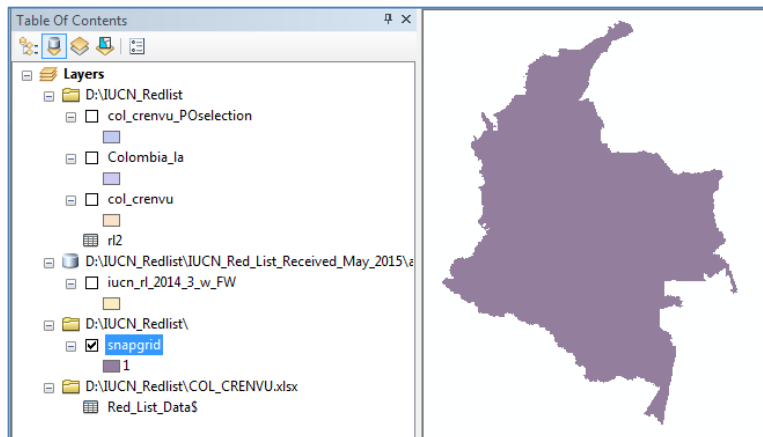 Table Of Contents
Layers
D:\IUCN_Redlist
col_crenvu_POselection
Colombia_la
col_crenvu
rl2
D:\IUCN_Redlist\IUCN_Red_List_Received_May_2015\a
iucn_rl_2014_3_w_FW
D:\IUCN_Redlist\
snapgrid
1
D:\IUCN_Redlist\COL_CRENVU.xlsx
Red_List_Data$